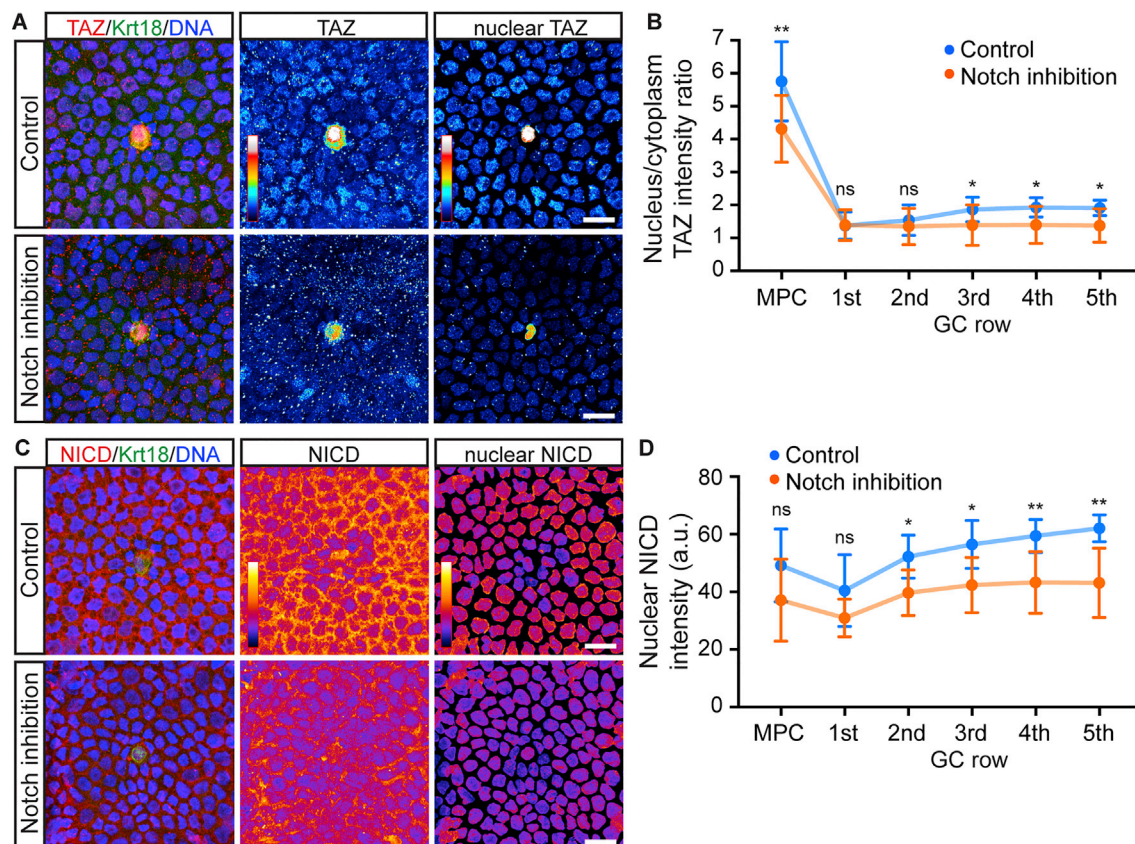 A
TAZ/Krt18/DNA
TAZ
nuclear TAZ
Control
Notch inhibition
B
Nucleus/cytoplasm
TAZ intensity ratio
7
6
5
4
3
2
1
0
Control
Notch inhibition
**
ns
ns
*
*
*
MPC
1st
2nd
3rd
4th
5th
GC row
C
NICD/Krt18/DNA
NICD
nuclear NICD
Control
Notch inhibition
D
Control
Notch inhibition
Nuclear NICD
intensity (a.u.)
80
60
40
20
0
ns
ns
*
*
**
**
MPC
1st
2nd
3rd
4th
5th
GC row